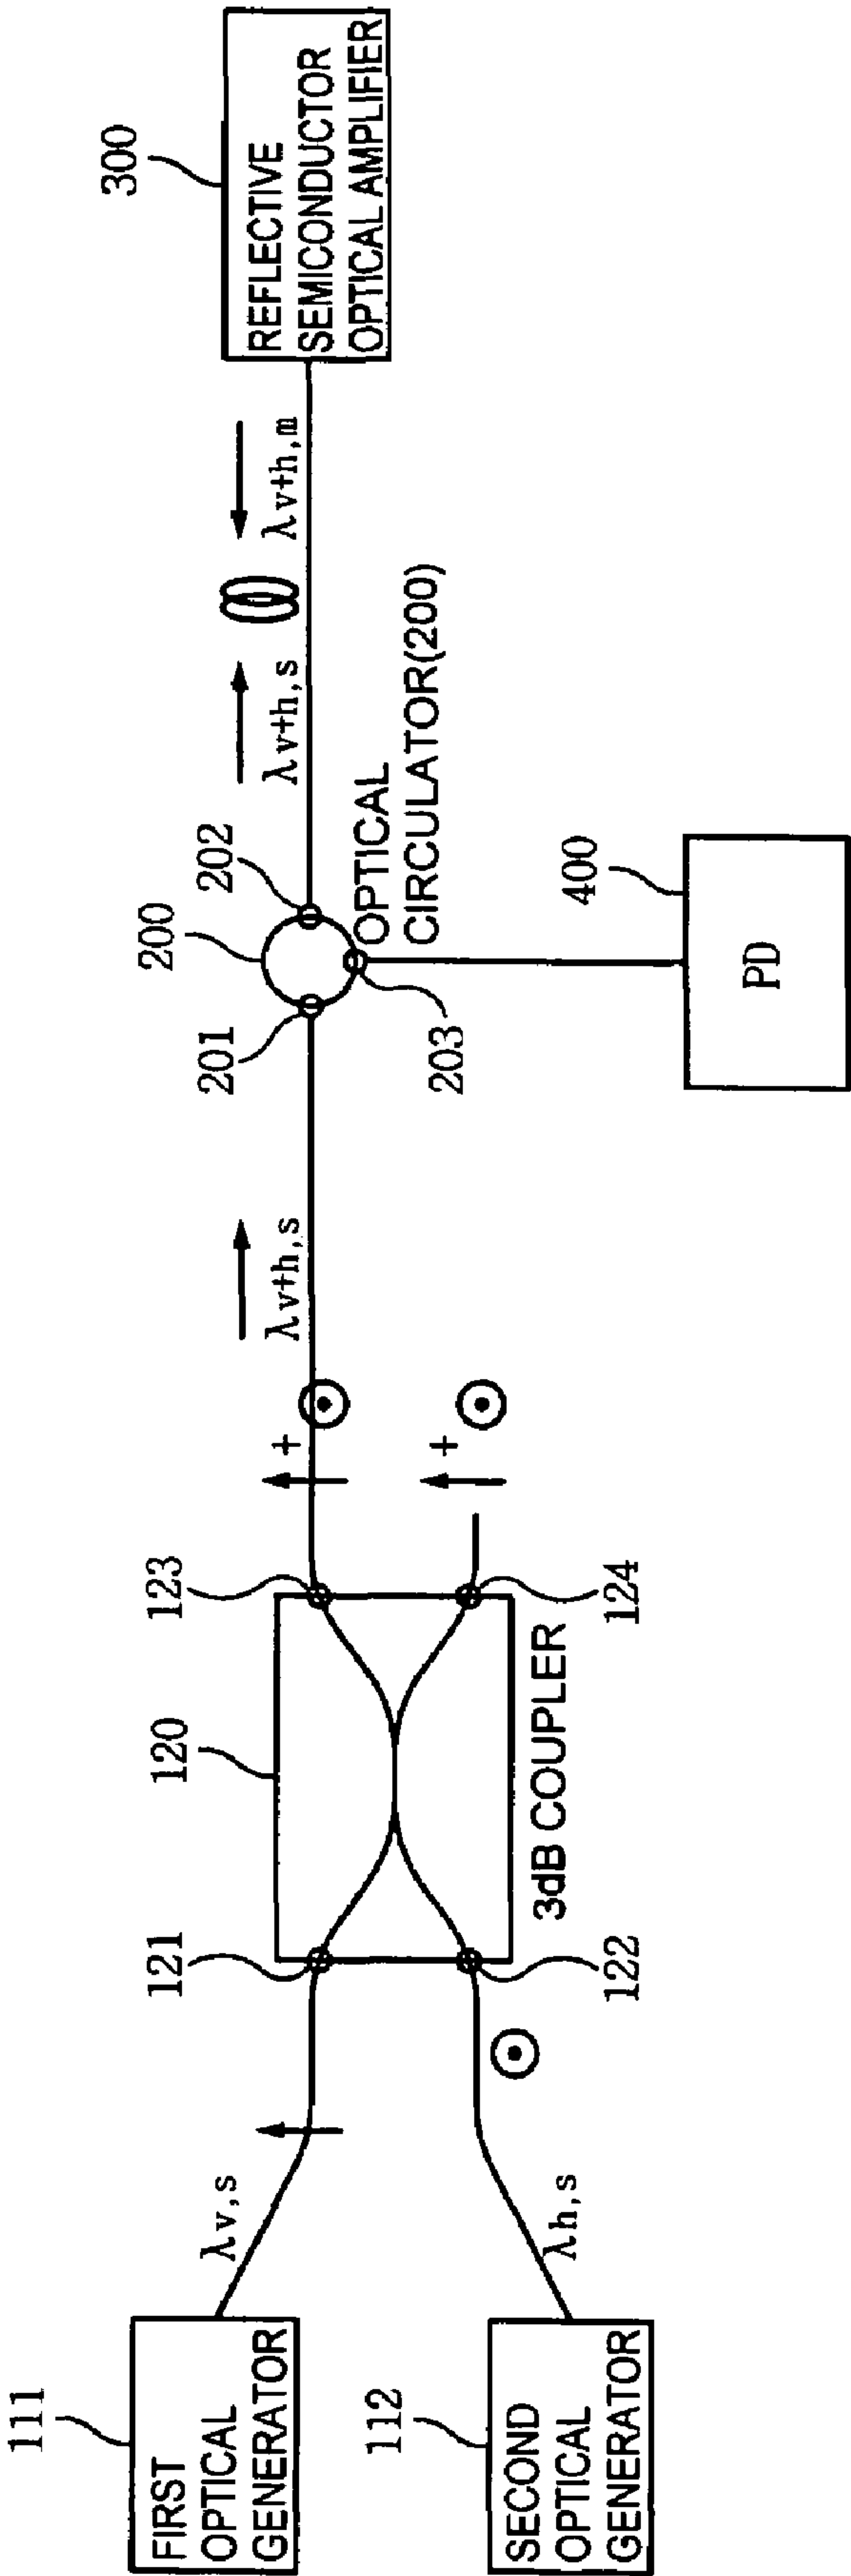 111
FIRST
OPTICAL
GENERATOR
λv,s
112
SECOND
OPTICAL
GENERATOR
λh,s
121
122
120
3dB COUPLER
123
124
+
+
λv+h,s
201
200
202
203
OPTICAL
CIRCULATOR(200)
λv+h,s
λv+h,m
300
REFLECTIVE
SEMICONDUCTOR
OPTICAL AMPLIFIER
400
PD